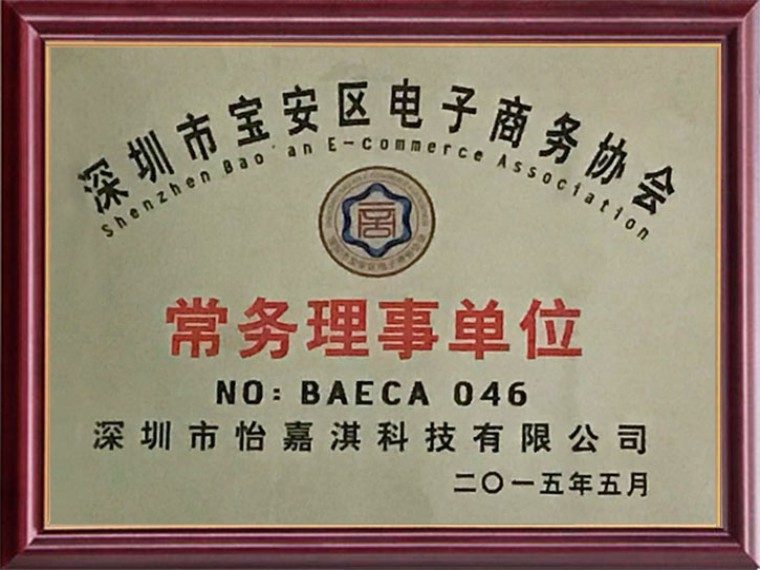 深圳市宝安区电子商务协会
Shenzhen Bao'an E-commerce Association
常务理事单位
NO: BAECA 046
深圳市怡嘉淇科技有限公司
二〇一五年五月